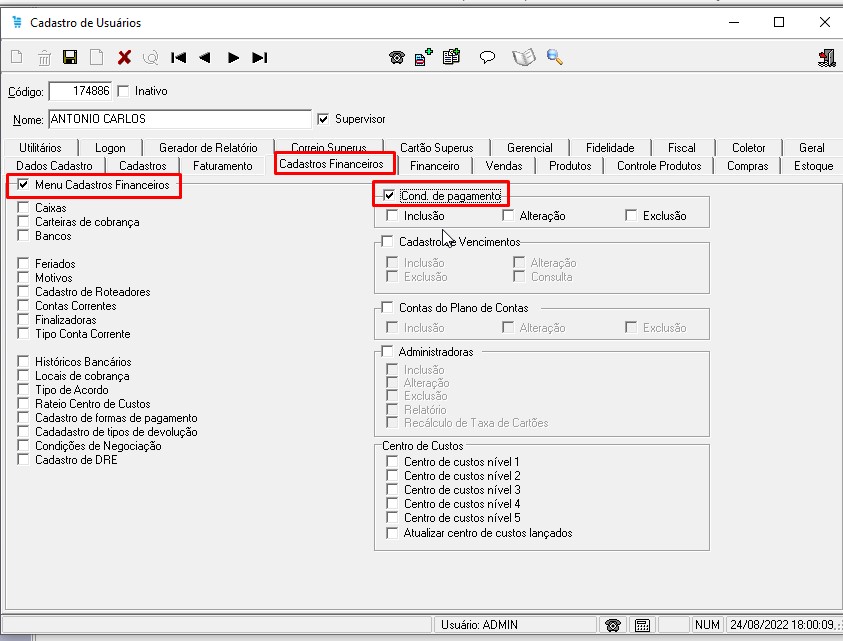 Cadastro de Usuários
Código: 174886 Inativo
Nome: ANTONIO CARLOS Supervisor
Utilitários Logon Gerador de Relatório Correio Superus Cartão Superus Gerencial Fidelidade Fiscal Coletor Geral
Dados Cadastro Cadastros Faturamento Cadastros Financeiros Financeiro Vendas Produtos Controle Produtos Compras Estoque
Menu Cadastros Financeiros
Caixas
Carteiras de cobrança
Bancos
Feriados
Motivos
Cadastro de Roteadores
Contas Correntes
Finalizadoras
Tipo Conta Corrente
Históricos Bancários
Locais de cobrança
Tipo de Acordo
Rateio Centro de Custos
Cadastro de formas de pagamento
Cadadastro de tipos de devolução
Condições de Negociação
Cadastro de DRE
Cond. de pagamento
Inclusão Alteração Exclusão
Cadastro de Vencimentos
Inclusão Alteração
Exclusão Consulta
Contas do Plano de Contas
Inclusão Alteração Exclusão
Administradoras
Inclusão
Alteração
Exclusão
Relatório
Recálculo de Taxa de Cartões
Centro de Custos
Centro de custos nível 1
Centro de custos nível 2
Centro de custos nível 3
Centro de custos nível 4
Centro de custos nível 5
Atualizar centro de custos lançados
Usuário: ADMIN NUM 24/08/2022 18:00:09